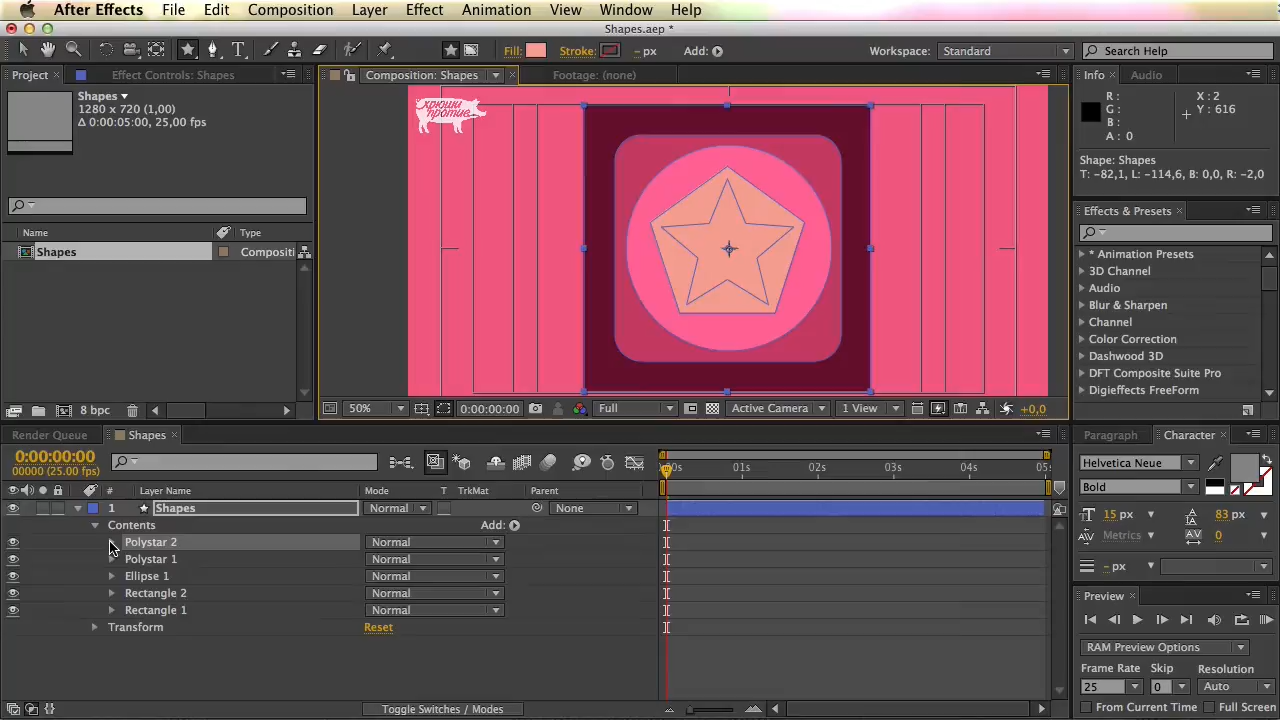 After Effects File Edit Composition Layer Effect Animation View Window Help
Shapes.aep *
Fill: Stroke: - px Add: Workspace: Standard Search Help
Project Effect Controls: Shapes Composition: Shapes Footage: (none) Info Audio
Shapes
1280 x 720 (1,00)
Δ 0:00:05:00, 25,00 fps
хрюши
против
R :
G :
B :
A : 0
X : 2
Y : 616
Shape: Shapes
T: -82,1, L: -114,6, B: 0,0, R: -2,0
Effects & Presets
Name Type
Shapes Compositi
* Animation Presets
3D Channel
Audio
Blur & Sharpen
Channel
Color Correction
Dashwood 3D
DFT Composite Suite Pro
Digieffects FreeForm
8 bpc 50% 0:00:00:00 Full Active Camera 1 View +0,0
Render Queue Shapes Paragraph Character
0:00:00:00
00000 (25.00 fps)
01s 02s 03s 04s
Helvetica Neue
Bold
# Layer Name Mode T TrkMat Parent
1 Shapes Normal None
Contents Add:
Polystar 2 Normal
Polystar 1 Normal
Ellipse 1 Normal
Rectangle 2 Normal
Rectangle 1 Normal
Transform Reset
15 px 83 px
Metrics 0
- px
Preview
RAM Preview Options
Frame Rate Skip Resolution
25 0 Auto
From Current Time Full Screen
Toggle Switches / Modes